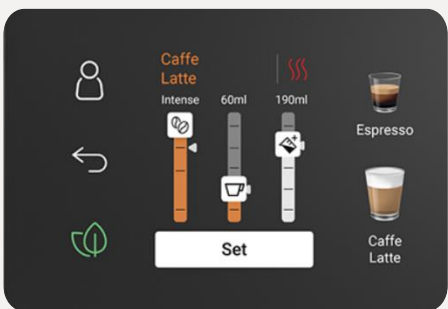 Caffe
Latte
Intense 60ml 190ml
Espresso
Set
Caffe
Latte